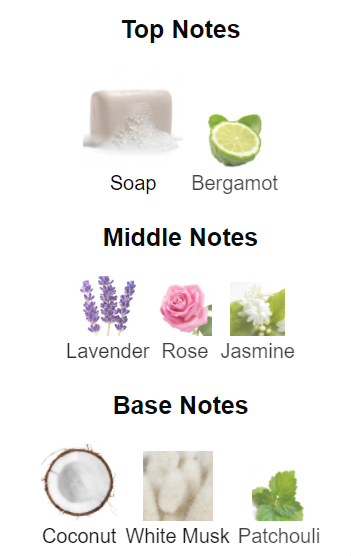 Top Notes
Soap Bergamot
Middle Notes
Lavender Rose Jasmine
Base Notes
Coconut White Musk Patchouli